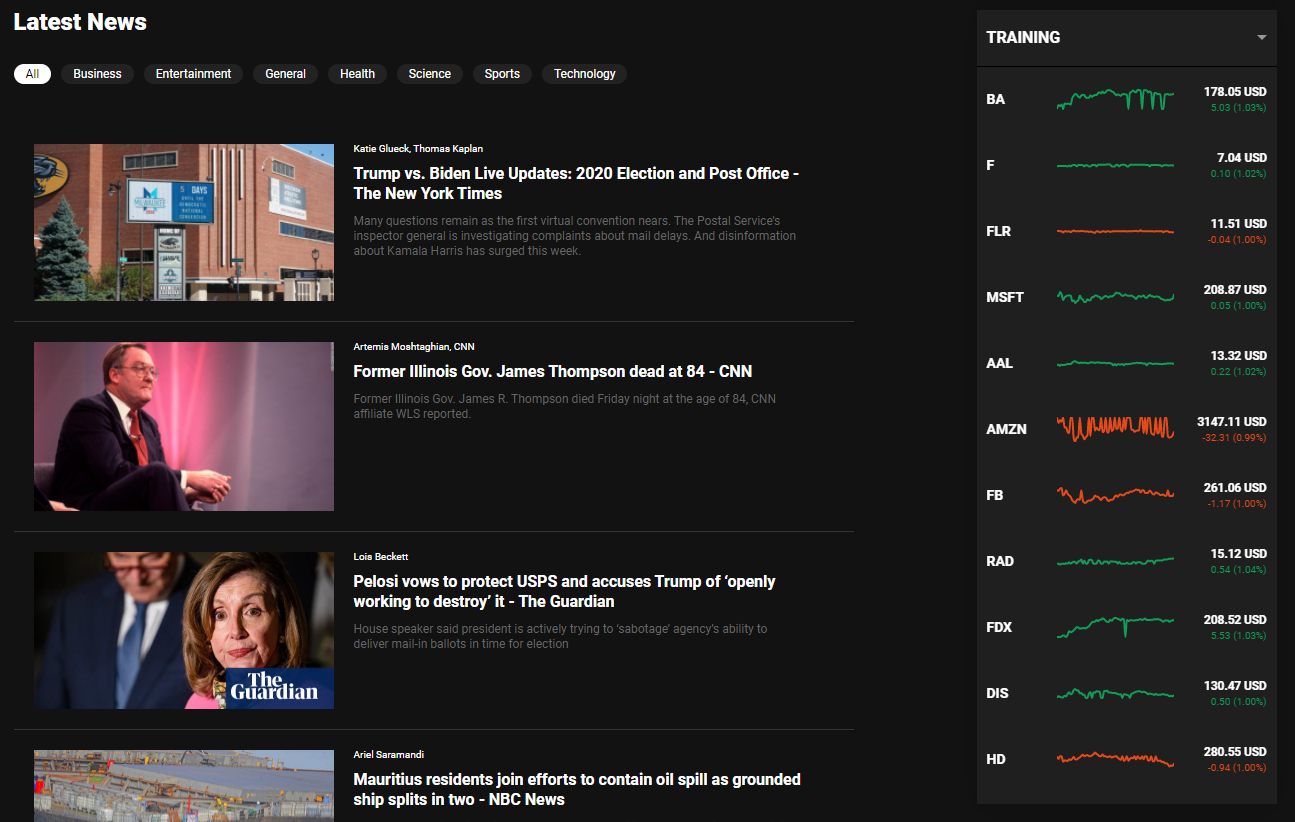 Latest News
All
Business
Entertainment
General
Health
Science
Sports
Technology
5 DAYS
UNTIL THE
DEMOCRATIC
NATIONAL
CONVENTION
MILWAUKEE
2020
Katie Glueck, Thomas Kaplan
Trump vs. Biden Live Updates: 2020 Election and Post Office -
The New York Times
Many questions remain as the first virtual convention nears. The Postal Service's
inspector general is investigating complaints about mail delays. And disinformation
about Kamala Harris has surged this week.
Artemis Moshtaghian, CNN
Former Illinois Gov. James Thompson dead at 84 - CNN
Former Illinois Gov. James R. Thompson died Friday night at the age of 84, CNN
affiliate WLS reported.
The
Guardian
Lois Beckett
Pelosi vows to protect USPS and accuses Trump of ‘openly
working to destroy’ it - The Guardian
House speaker said president is actively trying to ‘sabotage’ agency’s ability to
deliver mail-in ballots in time for election
Ariel Saramandi
Mauritius residents join efforts to contain oil spill as grounded
ship splits in two - NBC News
TRAINING
BA
178.05 USD
5.03 (1.03%)
F
7.04 USD
0.10 (1.02%)
FLR
11.51 USD
-0.04 (1.00%)
MSFT
208.87 USD
0.05 (1.00%)
AAL
13.32 USD
0.22 (1.02%)
AMZN
3147.11 USD
-32.31 (0.99%)
FB
261.06 USD
-1.17 (1.00%)
RAD
15.12 USD
0.54 (1.04%)
FDX
208.52 USD
5.53 (1.03%)
DIS
130.47 USD
0.50 (1.00%)
HD
280.55 USD
-0.94 (1.00%)